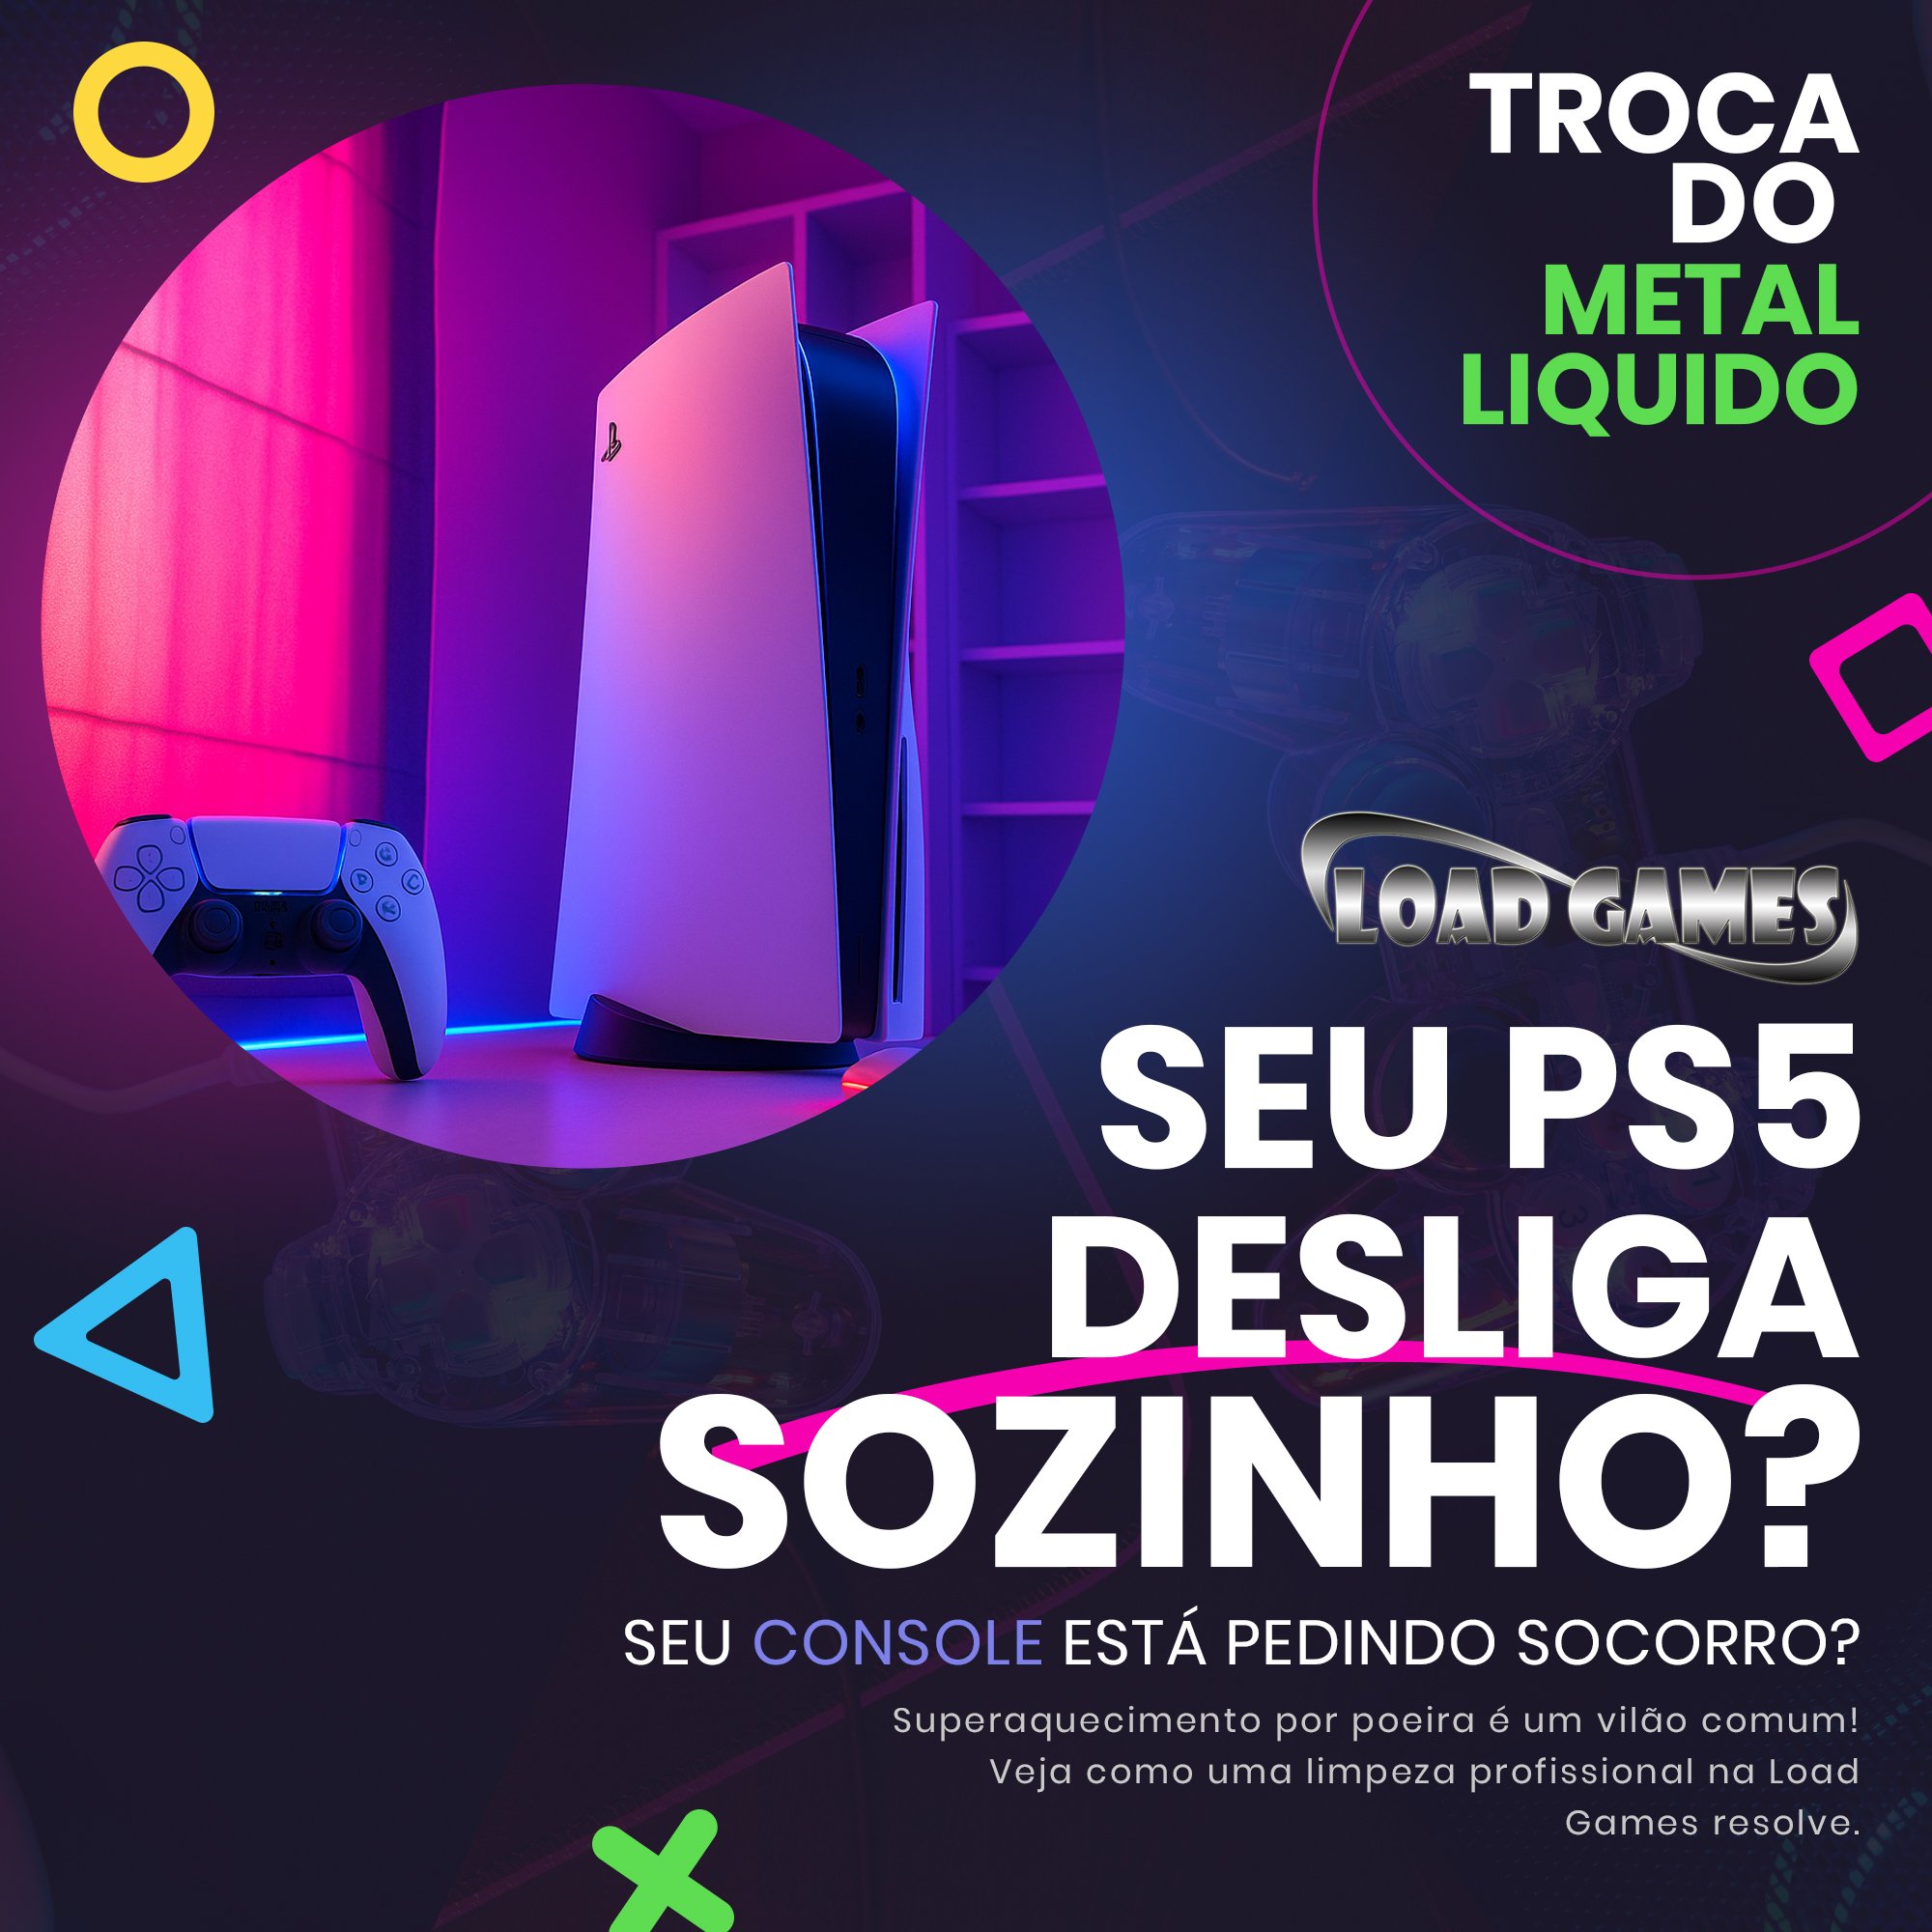 TROCA
DO
METAL
LIQUIDO
LOAD GAMES
SEU PS5
DESLIGA
SOZINHO?
SEU CONSOLE ESTÁ PEDINDO SOCORRO?
Superaquecimento por poeira é um vilão comum!
Veja como uma limpeza profissional na Load
Games resolve.